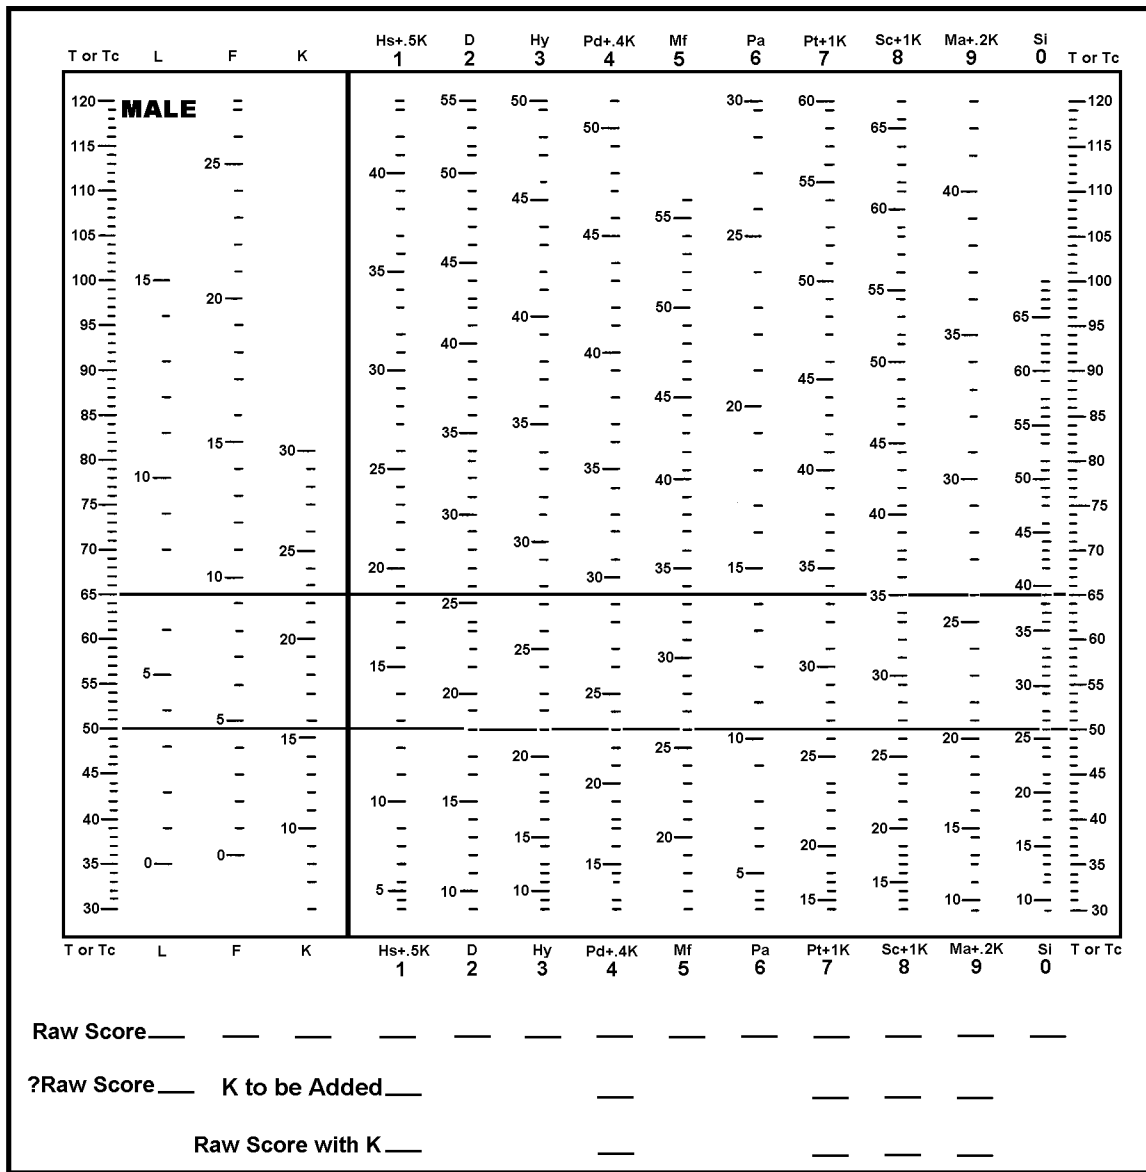 Hs+.5K D Hy Pd+.4K Mf Pa Pt+1K Sc+1K Ma+.2K Si
T or Tc L F K 1 2 3 4 5 6 7 8 9 0 T or Tc
120 MALE 55 50 30 60 120
50 65
115 115
25
40 50
55
110 40 110
45
60
55
105 45 25 105
45
35
100 15 50 100
55
20
50
40 65
95 95
35
40
40
50
90 30 60 90
45
45
20
85 85
35 55
35
15 45
30
80 80
25 35 40
10 40 30 50
75 75
30 40
45
30
70 25 70
20 35 15 35
10 30
40
65 35 65
25
25
35
60 20 60
25
30
15 30
5 30
55 30 55
20 25
5
50 50
15 10 20 25
25
20 25 25
45 45
20
20
10 15
40 40
10 20 15
15 20
20 15
0
35 0 15 35
5
15
5 10 10
15 10 10
30 30
T or Tc L F K Hs+.5K D Hy Pd+.4K Mf Pa Pt+1K Sc+1K Ma+.2K Si T or Tc
1 2 3 4 5 6 7 8 9 0
Raw Score
?Raw Score K to be Added
Raw Score with K